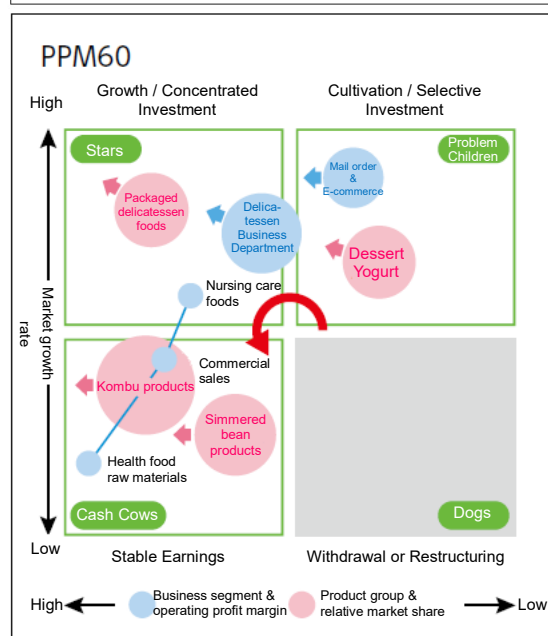 PPM60
Growth / Concentrated
Investment
Cultivation / Selective
Investment
High
Stars
Problem
Children
Packaged
delicatessen
foods
Delica-
tessen
Business
Department
Mail order
&
E-commerce
Dessert
Yogurt
Market growth
rate
Nursing care
foods
Commercial
sales
Kombu products
Simmered
bean
products
Health food
raw materials
Cash Cows
Dogs
Low
Stable Earnings
Withdrawal or Restructuring
High
Business segment &
operating profit margin
Product group &
relative market share
Low